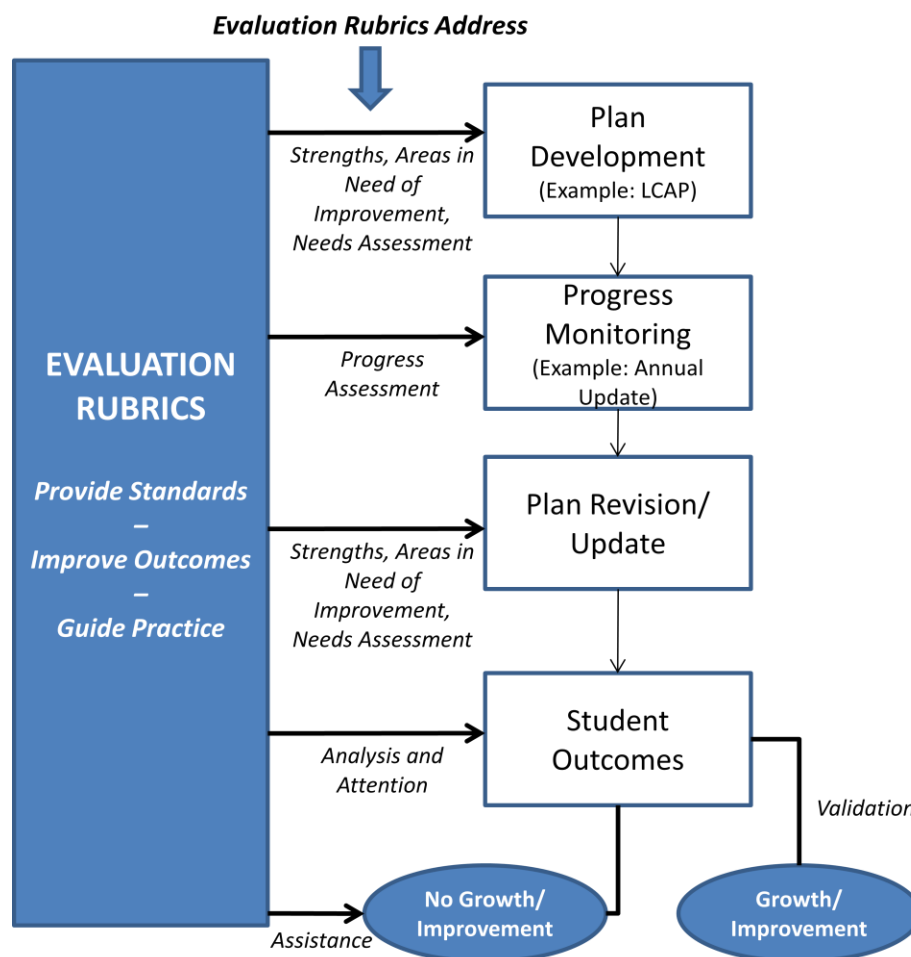 Evaluation Rubrics Address
Plan
Development
(Example: LCAP)
Strengths, Areas in
Need of
Improvement,
Needs Assessment
Progress
Monitoring
(Example: Annual
Update)
Progress
Assessment
EVALUATION
RUBRICS
Provide Standards
–
Improve Outcomes
–
Guide Practice
Plan Revision/
Update
Strengths, Areas in
Need of
Improvement,
Needs Assessment
Student
Outcomes
Analysis and
Attention
Validation
No Growth/
Improvement
Growth/
Improvement
Assistance